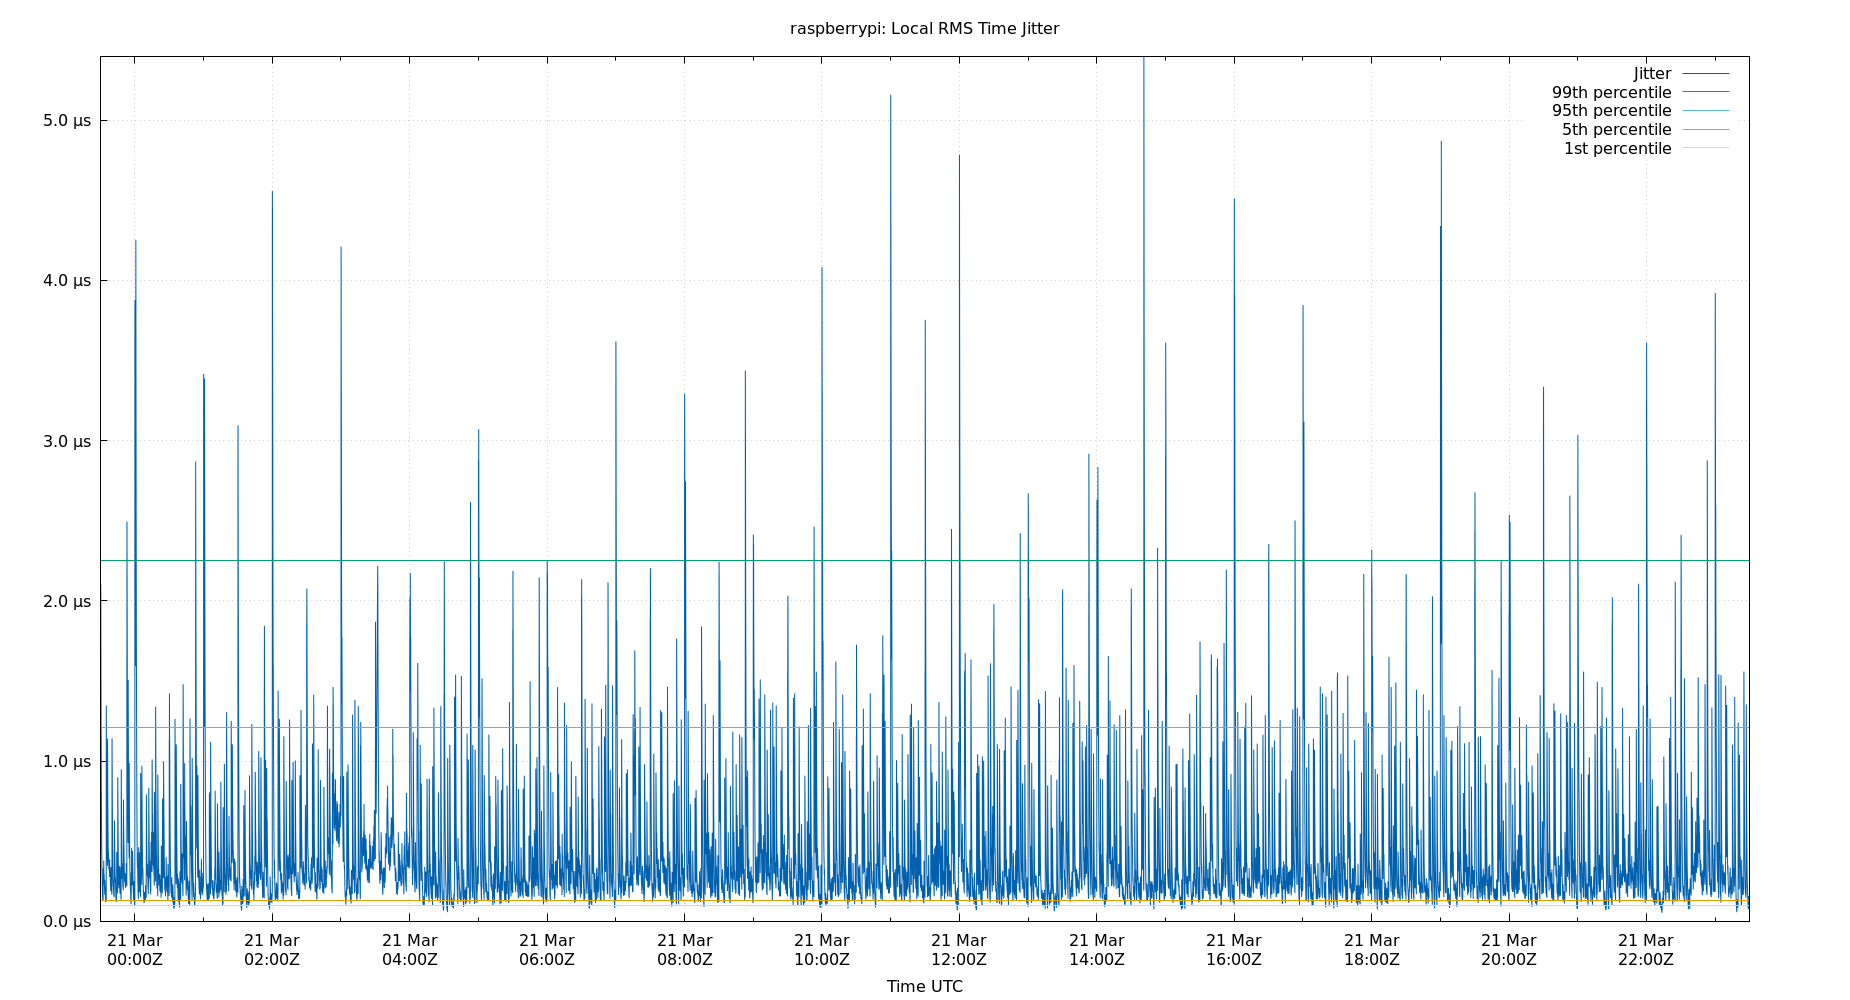 raspberrypi: Local RMS Time Jitter
Jitter
99th percentile
95th percentile
5th percentile
1st percentile
5.0 μs
4.0 μs
3.0 μs
2.0 μs
1.0 μs
0.0 μs
21 Mar 21 Mar 21 Mar 21 Mar 21 Mar 21 Mar 21 Mar 21 Mar 21 Mar 21 Mar 21 Mar 21 Mar
00:00Z 02:00Z 04:00Z 06:00Z 08:00Z 10:00Z 12:00Z 14:00Z 16:00Z 18:00Z 20:00Z 22:00Z
Time UTC